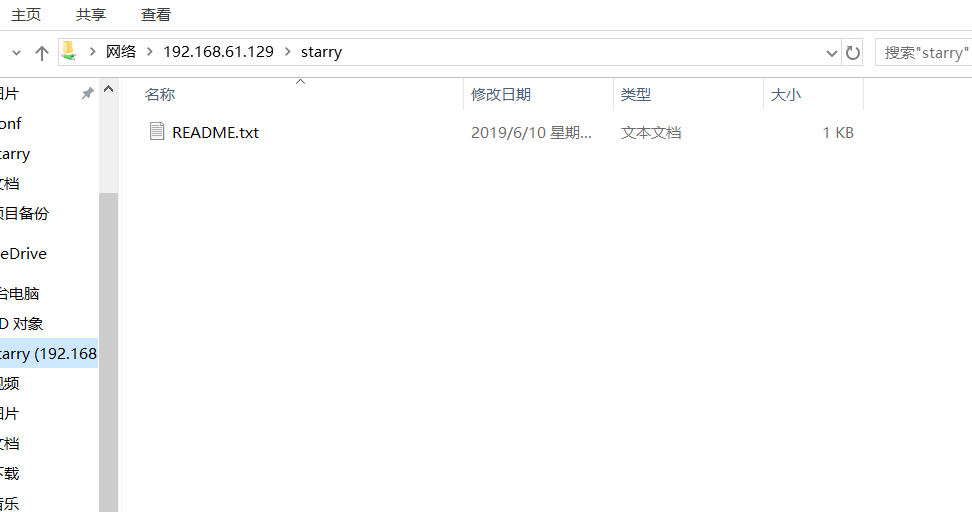 主页 共享 查看
网络 192.168.61.129 starry
搜索"starry"
名称 修改日期 类型 大小
README.txt 2019/6/10 星期... 文本文档 1 KB
图片
onf
tarry
文档
项目备份
eDrive
台电脑
D 对象
tarry (192.168
视频
图片
文档
下载
音乐